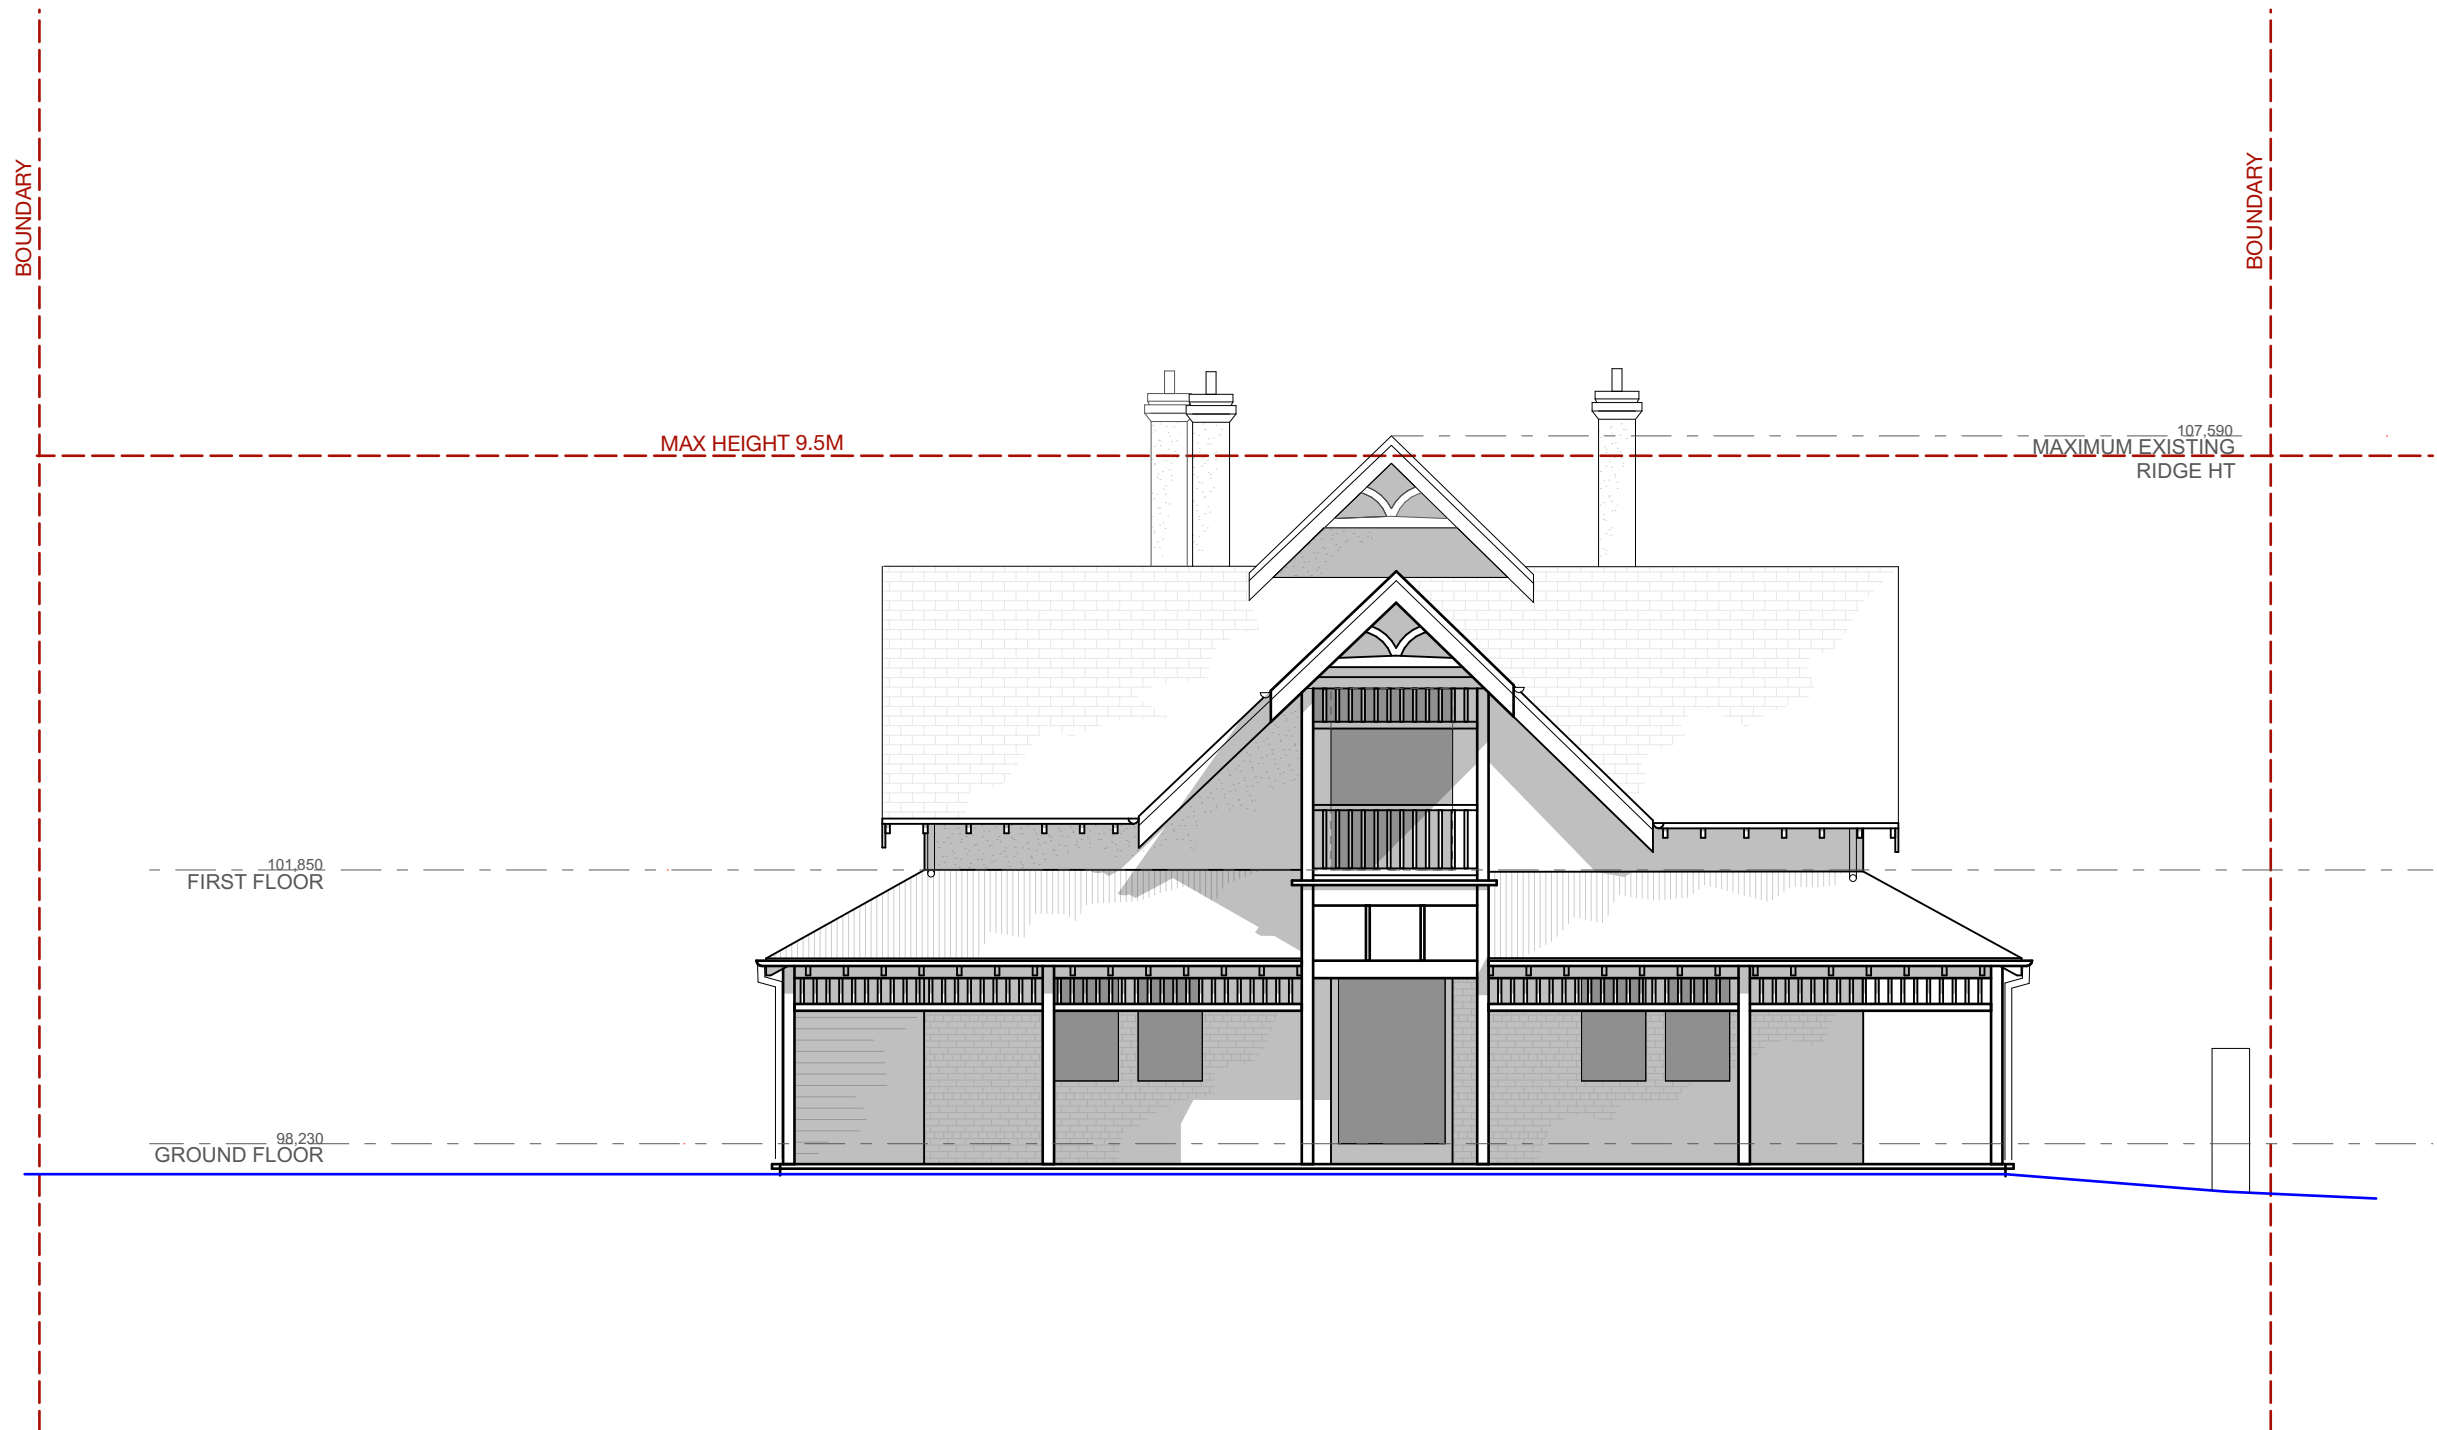 BOUNDARY
BOUNDARY
MAX HEIGHT 9.5M
107,590
MAXIMUM EXISTING
RIDGE HT
101,850
FIRST FLOOR
98,230
GROUND FLOOR